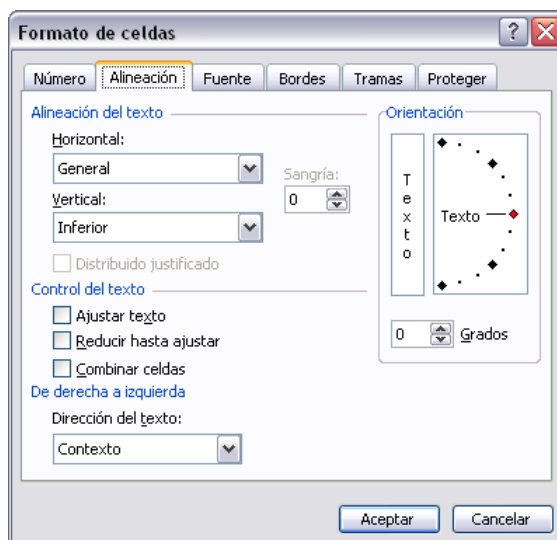 Formato de celdas
Número Alineación Fuente Bordes Tramas Proteger
Alineación del texto
Horizontal:
General
Sangría:
0
Vertical:
Inferior
Distribuido justificado
Control del texto
Ajustar texto
Reducir hasta ajustar
Combinar celdas
De derecha a izquierda
Dirección del texto:
Contexto
Orientación
Texto
Texto
0 Grados
Aceptar Cancelar